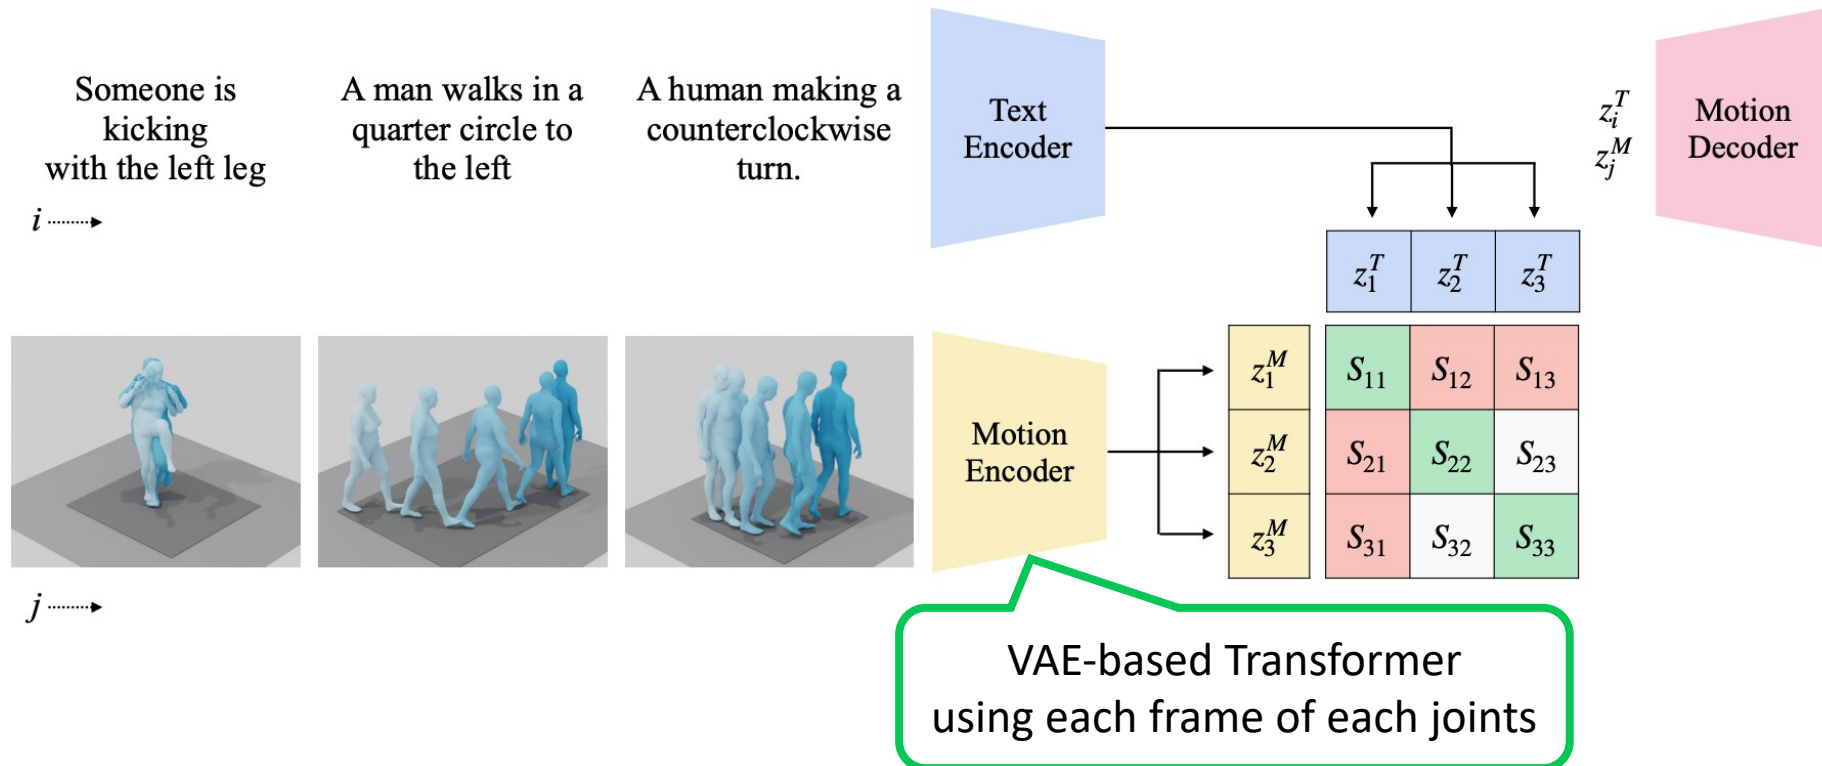 Someone is
kicking
with the left leg
A man walks in a
quarter circle to
the left
A human making a
counterclockwise
turn.
i
Text
Encoder
z_i^T
z_j^M
Motion
Decoder
z_1^T z_2^T z_3^T
j
Motion
Encoder
z_1^M S_11 S_12 S_13
z_2^M S_21 S_22 S_23
z_3^M S_31 S_32 S_33
VAE-based Transformer
using each frame of each joints